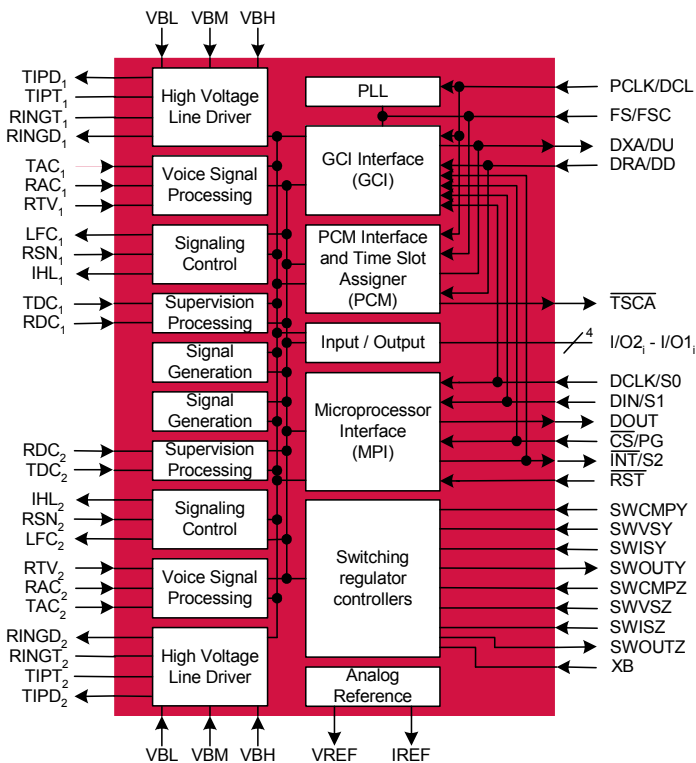 VBL VBM VBH
TIPD1
TIPT1
RINGT1
RINGD1
TAC1
RAC1
RTV1
LFC1
RSN1
IHL1
TDC1
RDC1
RDC2
TDC2
IHL2
RSN2
LFC2
RTV2
RAC2
TAC2
RINGD2
RINGT2
TIPT2
TIPD2
High Voltage
Line Driver
Voice Signal
Processing
Signaling
Control
Supervision
Processing
Signal
Generation
Signal
Generation
Supervision
Processing
Signaling
Control
Voice Signal
Processing
High Voltage
Line Driver
PLL
GCI Interface
(GCI)
PCM Interface
and Time Slot
Assigner
(PCM)
Input / Output
Microprocessor
Interface
(MPI)
Switching
regulator
controllers
Analog
Reference
PCLK/DCL
FS/FSC
DXA/DU
DRA/DD
TSCA
4
I/O2i - I/O1i
DCLK/S0
DIN/S1
DOUT
CS/PG
INT/S2
RST
SWCMPY
SWVSY
SWISY
SWOUTY
SWCMPZ
SWVSZ
SWISZ
SWOUTZ
XB
VBL VBM VBH
VREF IREF